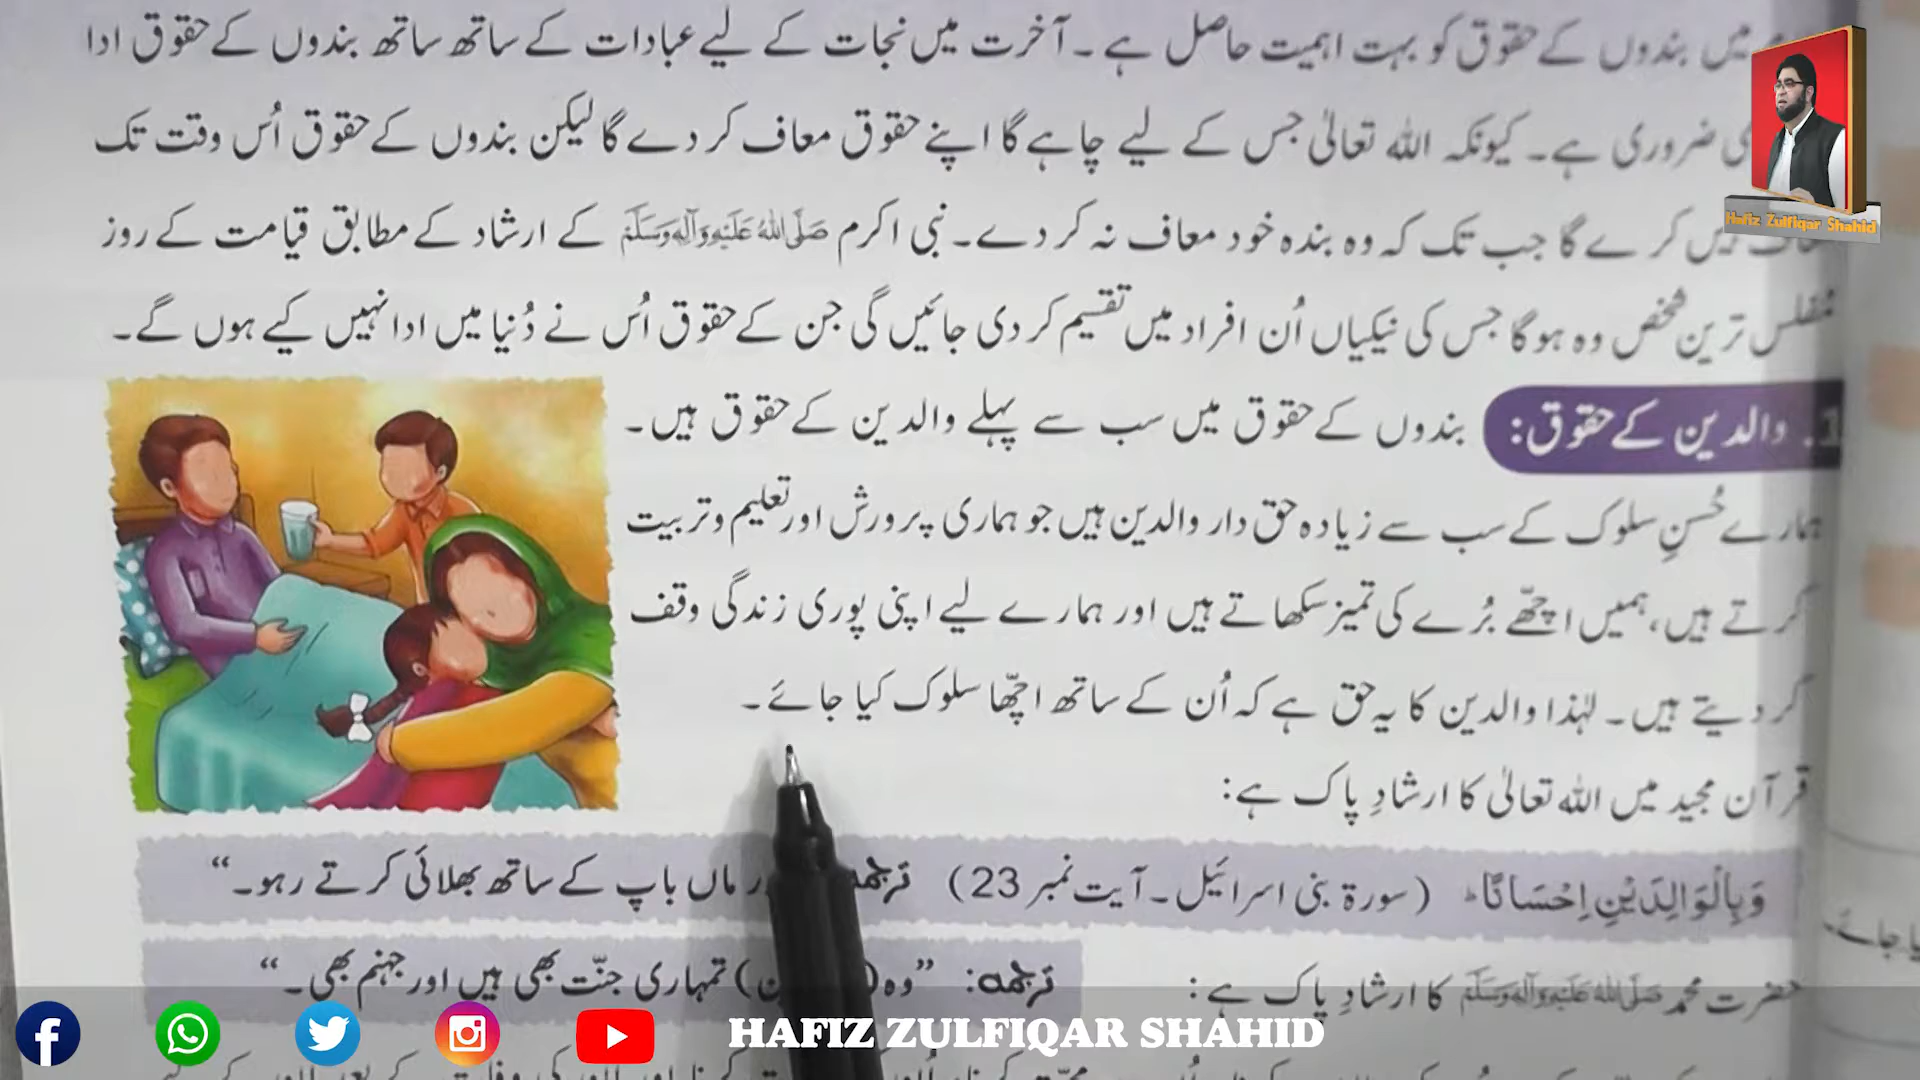 میں بندوں کے حقوق کو بہت اہمیت حاصل ہے۔ آخرت میں نجات کے لیے عبادات کے ساتھ ساتھ بندوں کے حقوق ادا
ضروری ہے۔ کیونکہ اللہ تعالیٰ جس کے لیے چاہے گا اپنے حقوق معاف کر دے گا لیکن بندوں کے حقوق اُس وقت تک
کرے گا جب تک کہ وہ بندہ خود معاف نہ کر دے۔ نبی اکرم صَلَّی اللہُ عَلَیْہِ وَآلِہٖ وَسَلَّمَ کے ارشاد کے مطابق قیامت کے روز
مُفلس ترین شخص وہ ہوگا جس کی نیکیاں اُن افراد میں تقسیم کر دی جائیں گی جن کے حقوق اُس نے دُنیا میں ادا نہیں کیے ہوں گے۔
1. والدین کے حقوق: بندوں کے حقوق میں سب سے پہلے والدین کے حقوق ہیں۔
ہمارے حُسنِ سلوک کے سب سے زیادہ حق دار والدین ہیں جو ہماری پرورش اور تعلیم و تربیت
کرتے ہیں، ہمیں اچھّے بُرے کی تمیز سکھاتے ہیں اور ہمارے لیے اپنی پوری زندگی وقف
کر دیتے ہیں۔ لہٰذا والدین کا یہ حق ہے کہ اُن کے ساتھ اچھّا سلوک کیا جائے۔
قرآن مجید میں اللہ تعالیٰ کا ارشادِ پاک ہے:
وَبِالْوَالِدَیْنِ اِحْسَانًا ؕ (سورۃ بنی اسرائیل۔ آیت نمبر 23) ترجمہ ماں باپ کے ساتھ بھلائی کرتے رہو۔“
حضرت محمد صَلَّی اللہُ عَلَیْہِ وَآلِہٖ وَسَلَّمَ کا ارشادِ پاک ہے: ترجمہ: ”وہ ( ) تمہاری جنّت بھی ہیں اور جہنم بھی۔“
یا جائے۔
Hafiz Zulfiqar Shahid
HAFIZ ZULFIQAR SHAHID